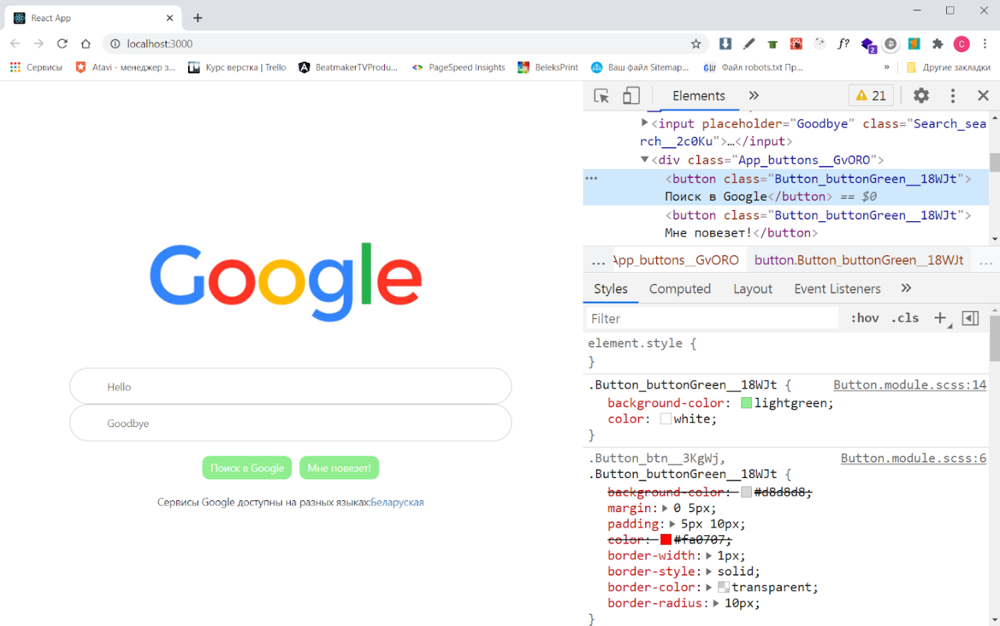 React App
localhost:3000
f?
2
C
Сервисы
Atavi - менеджер з...
Курс верстка | Trello
BeatmakerTVProdu...
PageSpeed Insights
BeleksPrint
Ваш файл Sitemap...
GW Файл robots.txt Пр...
»
Другие закладки
Google
Hello
Goodbye
Поиск в Google
Мне повезет!
Сервисы Google доступны на разных языках:Беларуская
Elements
»
21
<input placeholder="Goodbye" class="Search_sea
rch__2c0Ku">…</input>
<div class="App_buttons__GvORO">
<button class="Button_buttonGreen__18WJt">
Поиск в Google</button> == $0
<button class="Button_buttonGreen__18WJt">
Мне повезет!</button>
... App_buttons__GvORO button.Button_buttonGreen__18WJt ...
Styles Computed Layout Event Listeners »
Filter :hov .cls +
element.style {
}
.Button_buttonGreen__18WJt { Button.module.scss:14
background-color: lightgreen;
color: white;
}
.Button_btn__3KgWj, Button.module.scss:6
.Button_buttonGreen__18WJt {
background-color: #d8d8d8;
margin: 0 5px;
padding: 5px 10px;
color: #fa0707;
border-width: 1px;
border-style: solid;
border-color: transparent;
border-radius: 10px;
}